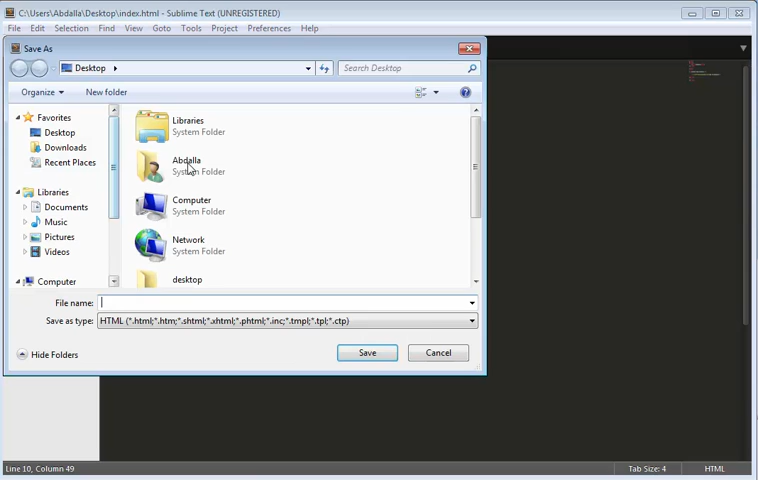 C:\Users\Abdalla\Desktop\index.html - Sublime Text (UNREGISTERED)
File Edit Selection Find View Goto Tools Project Preferences Help
Save As
Desktop
Search Desktop
Organize New folder
Favorites
Desktop
Downloads
Recent Places
Libraries
Documents
Music
Pictures
Videos
Computer
Libraries
System Folder
Abdalla
System Folder
Computer
System Folder
Network
System Folder
desktop
File name:
Save as type: HTML (*.html;*.htm;*.shtml;*.xhtml;*.phtml;*.inc;*.tmpl;*.tpl;*.ctp)
Hide Folders Save Cancel
Line 10, Column 49 Tab Size: 4 HTML